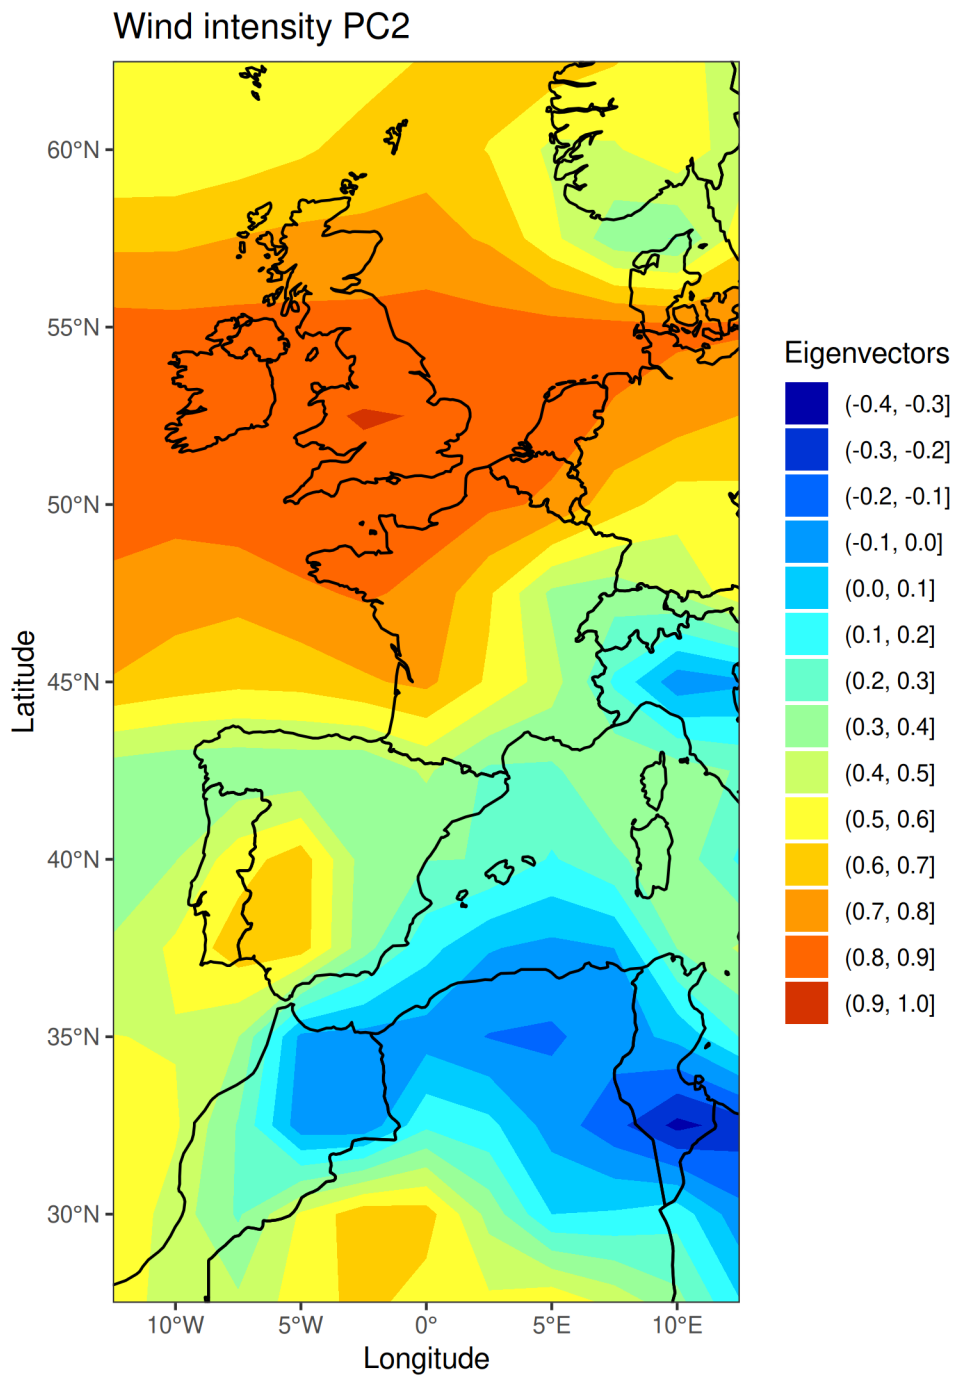 Wind intensity PC2
60°N
55°N
50°N
45°N
40°N
35°N
30°N
Latitude
10°W
5°W
0°
5°E
10°E
Longitude
Eigenvectors
(-0.4, -0.3]
(-0.3, -0.2]
(-0.2, -0.1]
(-0.1, 0.0]
(0.0, 0.1]
(0.1, 0.2]
(0.2, 0.3]
(0.3, 0.4]
(0.4, 0.5]
(0.5, 0.6]
(0.6, 0.7]
(0.7, 0.8]
(0.8, 0.9]
(0.9, 1.0]